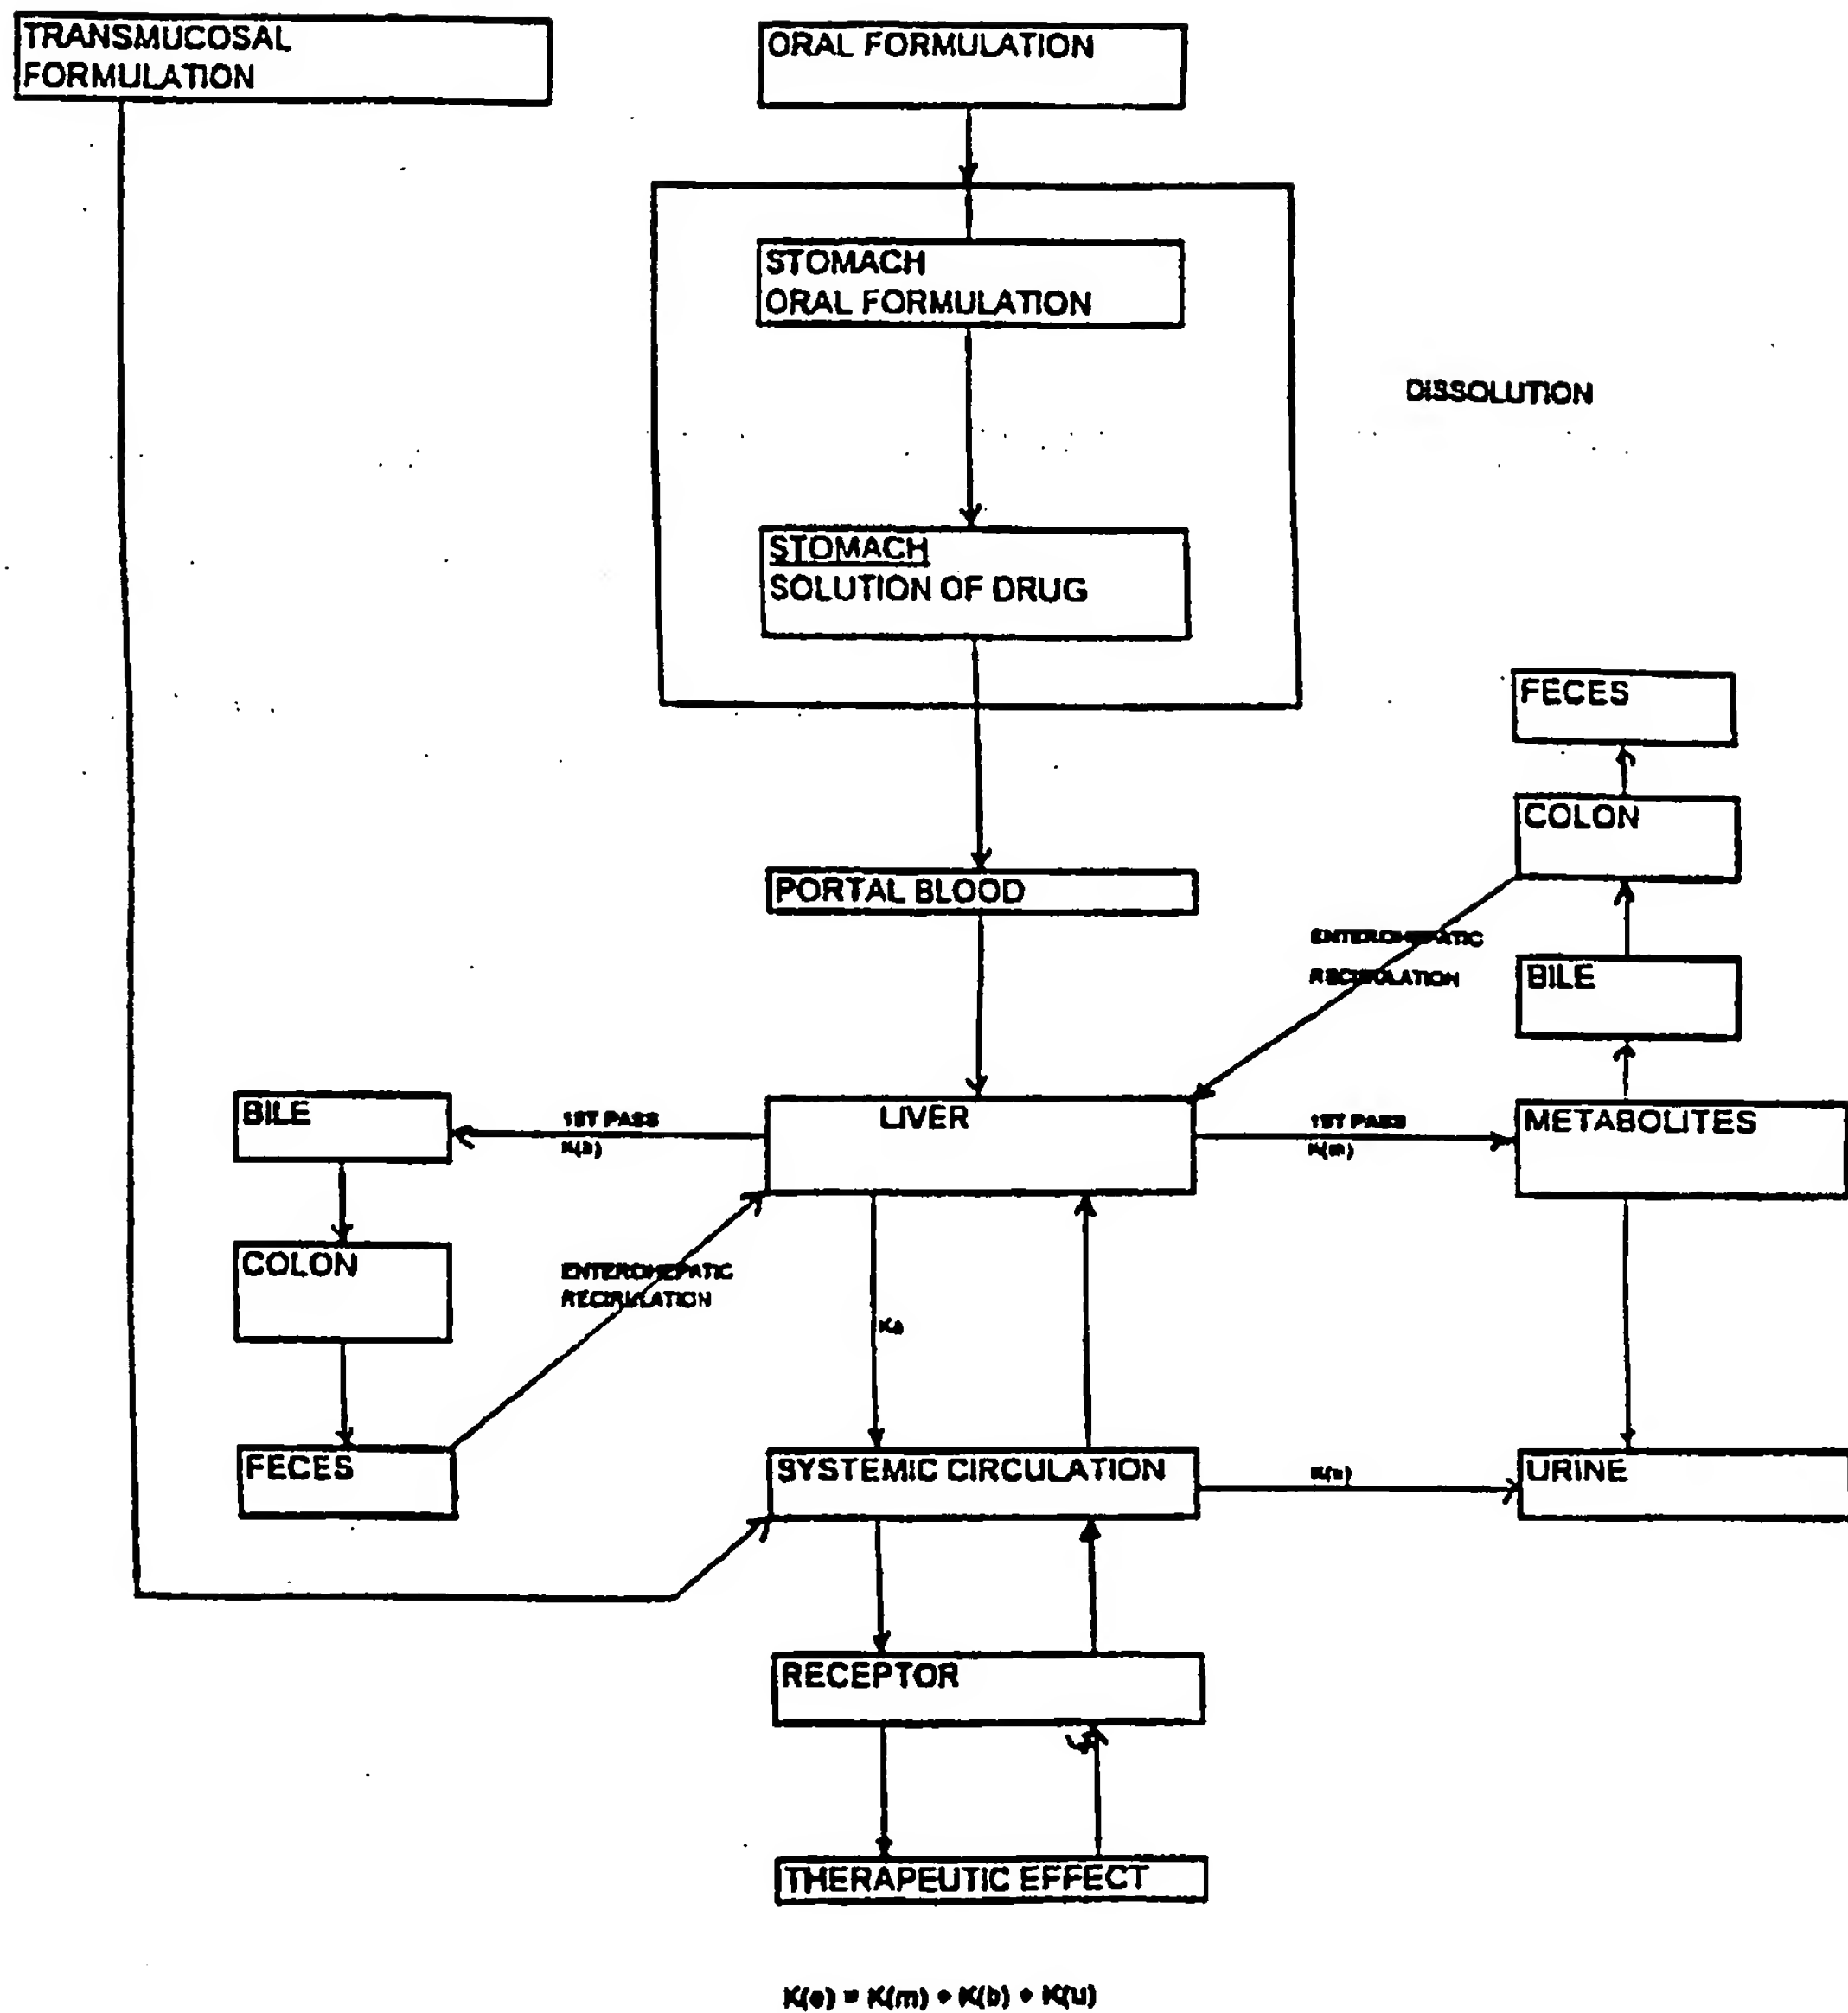 TRANSMUCOSAL
FORMULATION
ORAL FORMULATION
STOMACH
ORAL FORMULATION
DISSOLUTION
STOMACH
SOLUTION OF DRUG
FECES
COLON
PORTAL BLOOD
ENTEROHEPATIC
BILE
BILE
1ST PASS
K(b)
LIVER
1ST PASS
K(m)
METABOLITES
COLON
ENTEROHEPATIC
FECES
SYSTEMIC CIRCULATION
URINE
RECEPTOR
THERAPEUTIC EFFECT
K(e) = K(m) + K(b) + K(u)